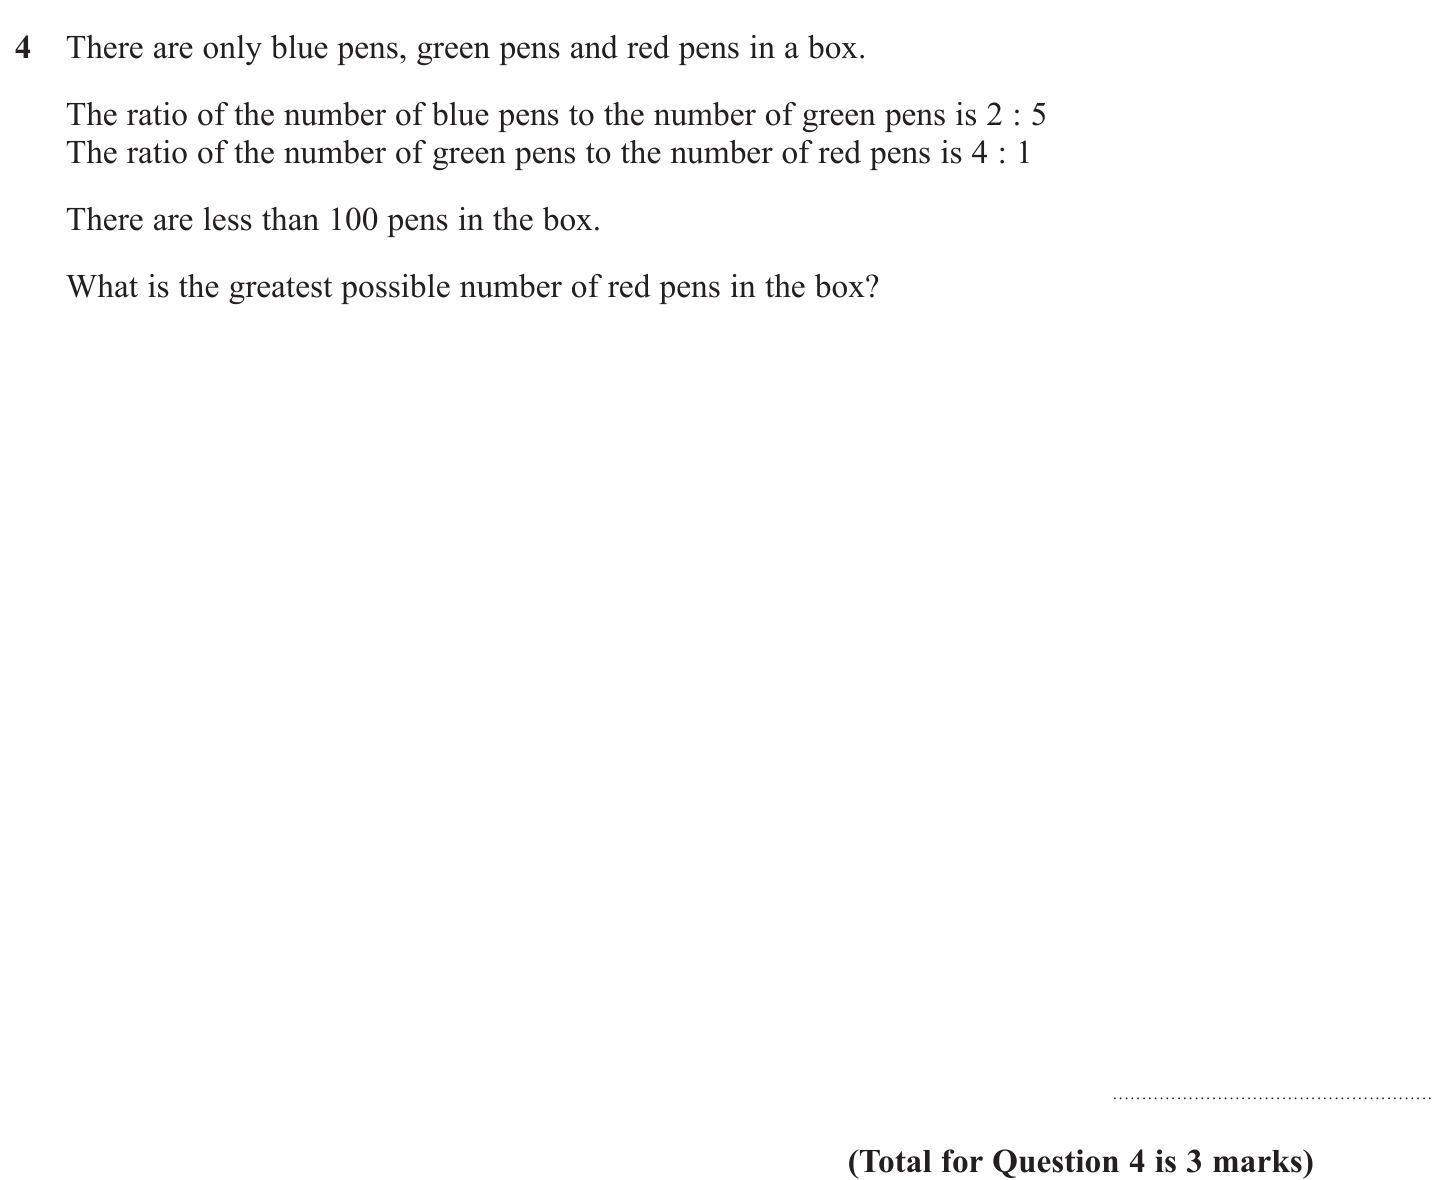 4 There are only blue pens, green pens and red pens in a box.
The ratio of the number of blue pens to the number of green pens is 2 : 5
The ratio of the number of green pens to the number of red pens is 4 : 1
There are less than 100 pens in the box.
What is the greatest possible number of red pens in the box?
(Total for Question 4 is 3 marks)